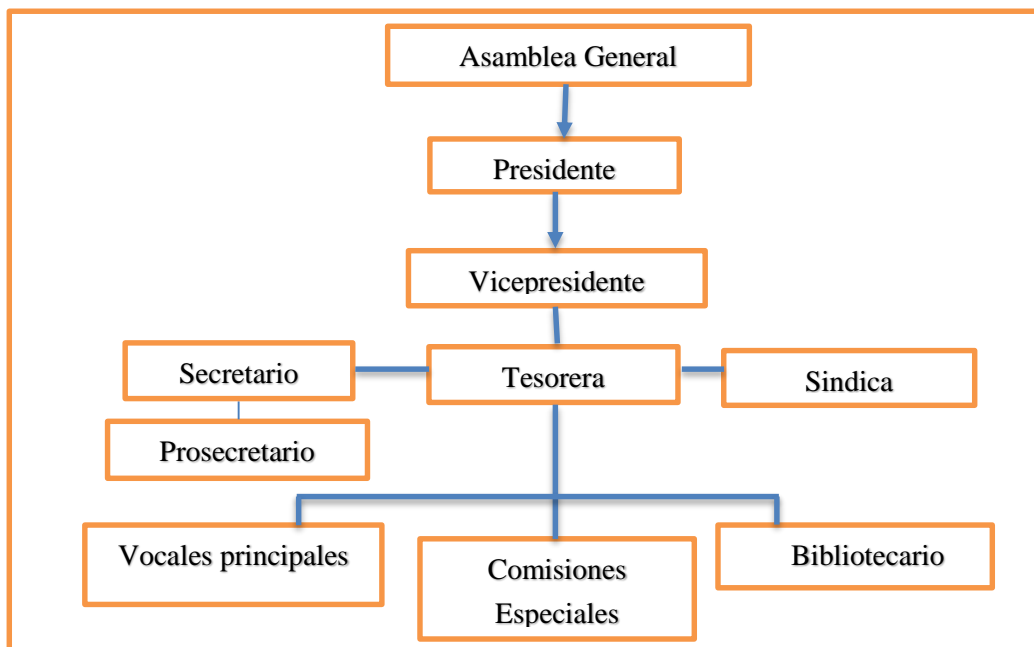 Asamblea General
Presidente
Vicepresidente
Secretario
Tesorera
Sindica
Prosecretario
Vocales principales
Comisiones
Especiales
Bibliotecario